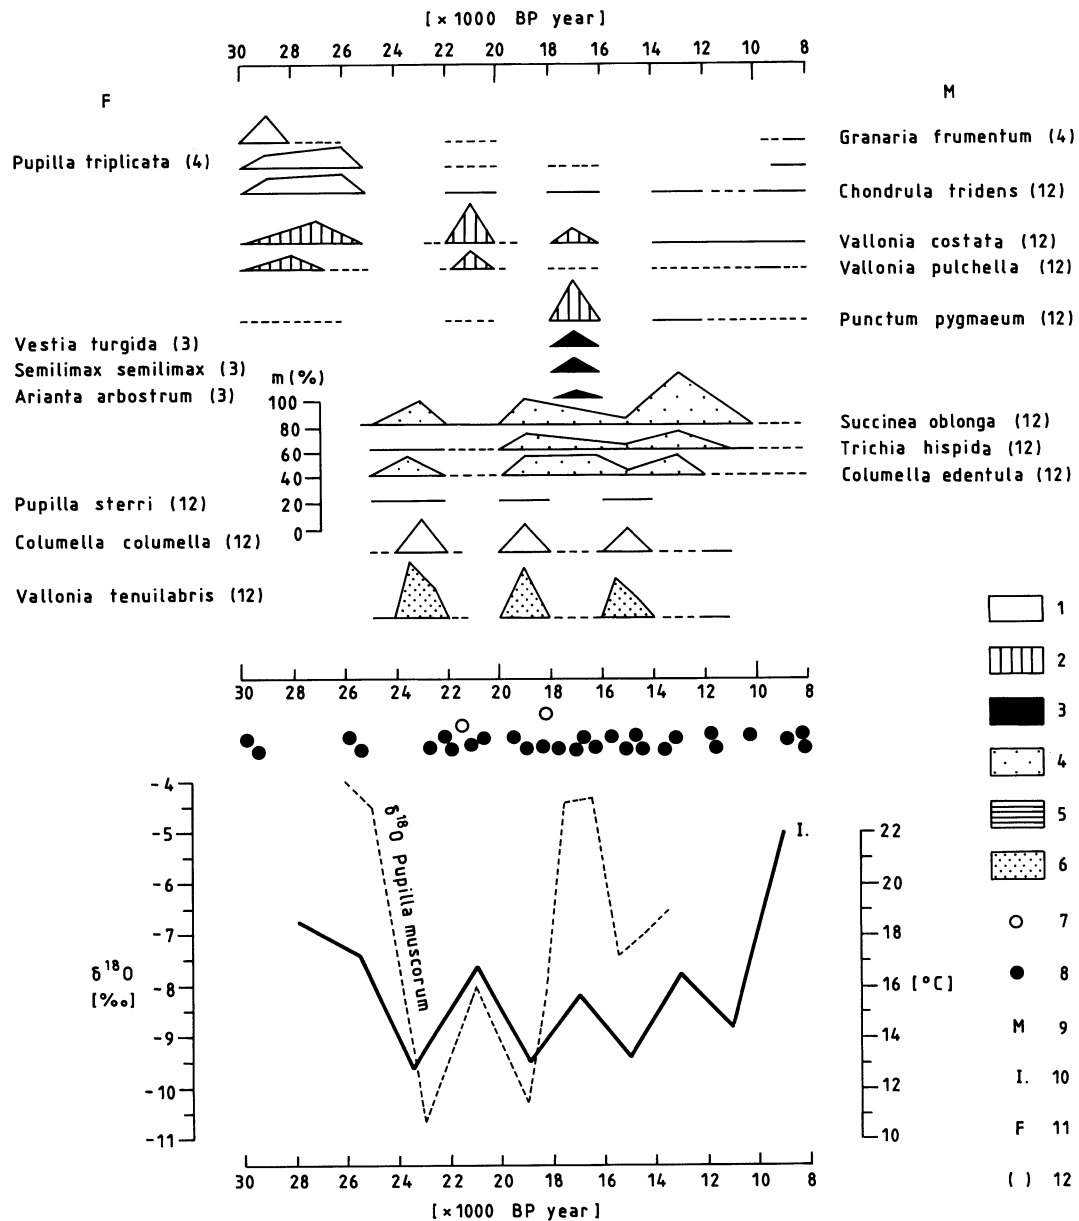 [×1000 BP year]
30 28 26 24 22 20 18 16 14 12 10 8
F
M
Granaria frumentum (4)
Pupilla triplicata (4)
Chondrula tridens (12)
Vallonia costata (12)
Vallonia pulchella (12)
Punctum pygmaeum (12)
Vestia turgida (3)
Semilimax semilimax (3)
m(%)
Arianta arbostrum (3)
100
80
60
40
20
0
Succinea oblonga (12)
Trichia hispida (12)
Columella edentula (12)
Pupilla sterri (12)
Columella columella (12)
Vallonia tenuilabris (12)
1
2
3
4
5
6
7
8
M 9
I. 10
F 11
( ) 12
30 28 26 24 22 20 18 16 14 12 10 8
-4
-5
-6
-7
-8
-9
-10
-11
δ¹⁸O
[‰]
δ¹⁸O Pupilla muscorum
I.
22
20
18
16 [°C]
14
12
10
30 28 26 24 22 20 18 16 14 12 10 8
[×1000 BP year]